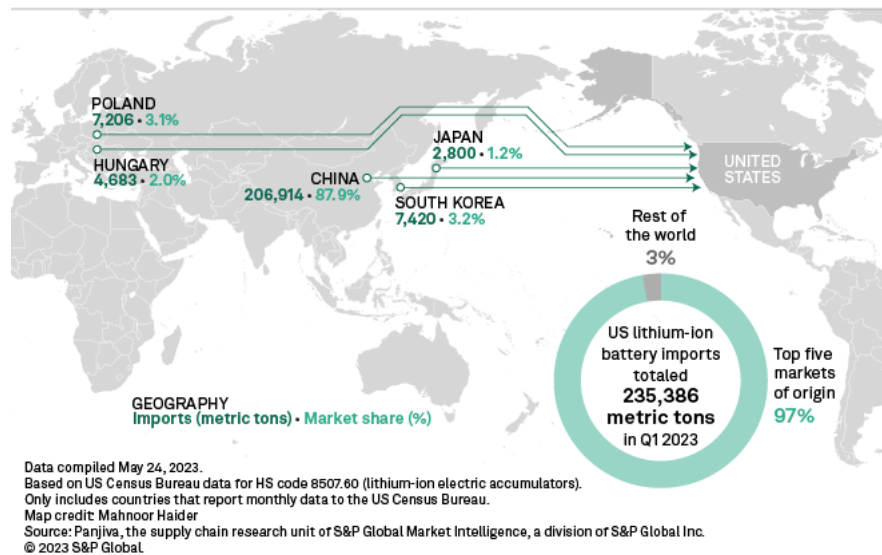 POLAND
7,206 • 3.1%
HUNGARY
4,683 • 2.0%
JAPAN
2,800 • 1.2%
CHINA
206,914 • 87.9%
SOUTH KOREA
7,420 • 3.2%
UNITED
STATES
Rest of
the world
3%
US lithium-ion
battery imports
totaled
235,386
metric tons
in Q1 2023
Top five
markets
of origin
97%
GEOGRAPHY
Imports (metric tons) • Market share (%)
Data compiled May 24, 2023.
Based on US Census Bureau data for HS code 8507.60 (lithium-ion electric accumulators).
Only includes countries that report monthly data to the US Census Bureau.
Map credit: Mahnoor Haider
Source: Panjiva, the supply chain research unit of S&P Global Market Intelligence, a division of S&P Global Inc.
© 2023 S&P Global.